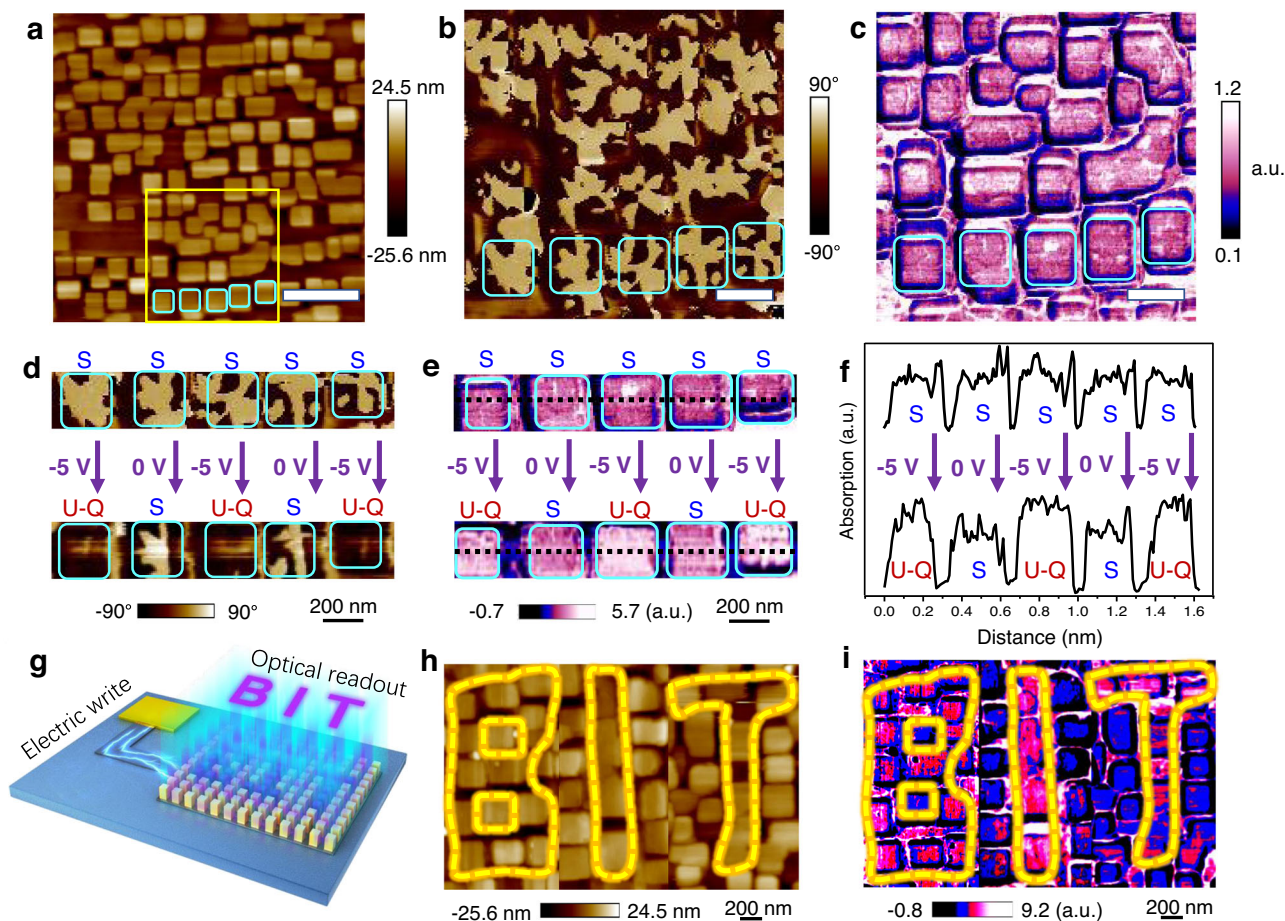 a
24.5 nm
-25.6 nm
b
90°
-90°
c
1.2
a.u.
0.1
d
S S S S S
-5 V 0 V -5 V 0 V -5 V
U-Q S U-Q S U-Q
-90° 90°
200 nm
e
S S S S S
-5 V 0 V -5 V 0 V -5 V
U-Q S U-Q S U-Q
-0.7 5.7 (a.u.)
200 nm
f
Absorption (a.u.)
S S S S S
-5 V 0 V -5 V 0 V -5 V
U-Q S U-Q S U-Q
0.0 0.2 0.4 0.6 0.8 1.0 1.2 1.4 1.6
Distance (nm)
g
Electric write
Optical readout
BIT
h
BIT
-25.6 nm 24.5 nm
200 nm
i
BIT
-0.8 9.2 (a.u.)
200 nm